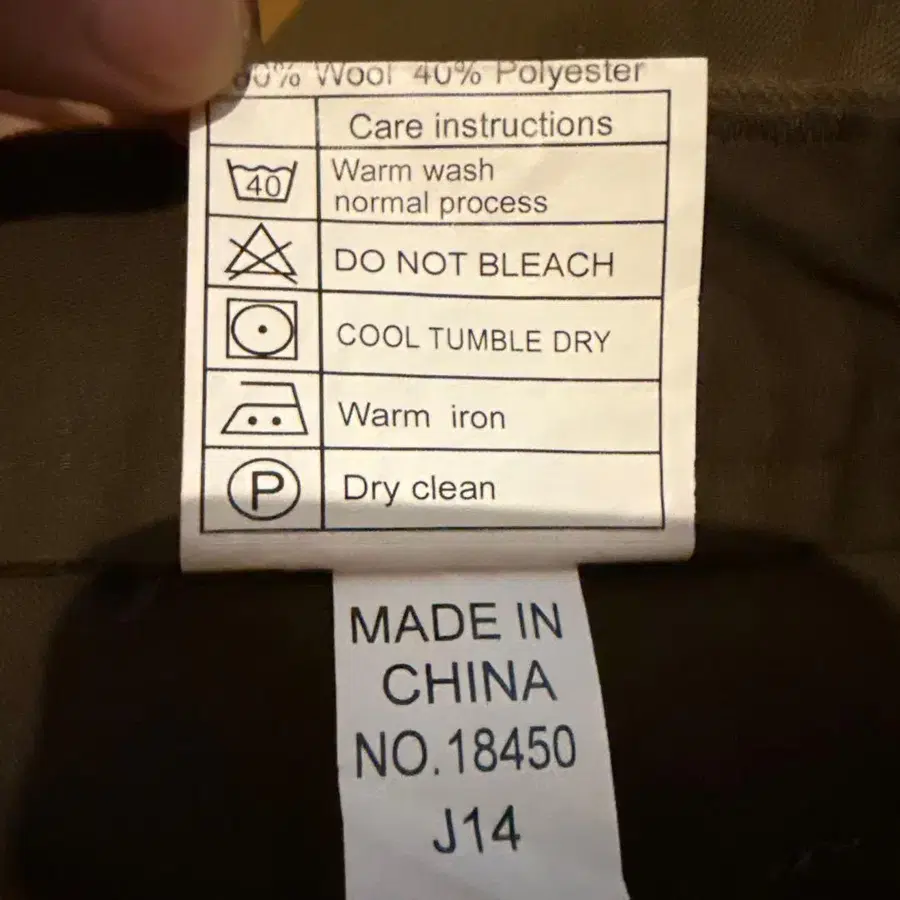 Wool 40% Polyester
Care instructions
40
Warm wash
normal process
DO NOT BLEACH
COOL TUMBLE DRY
Warm iron
P
Dry clean
MADE IN
CHINA
NO.18450
J14